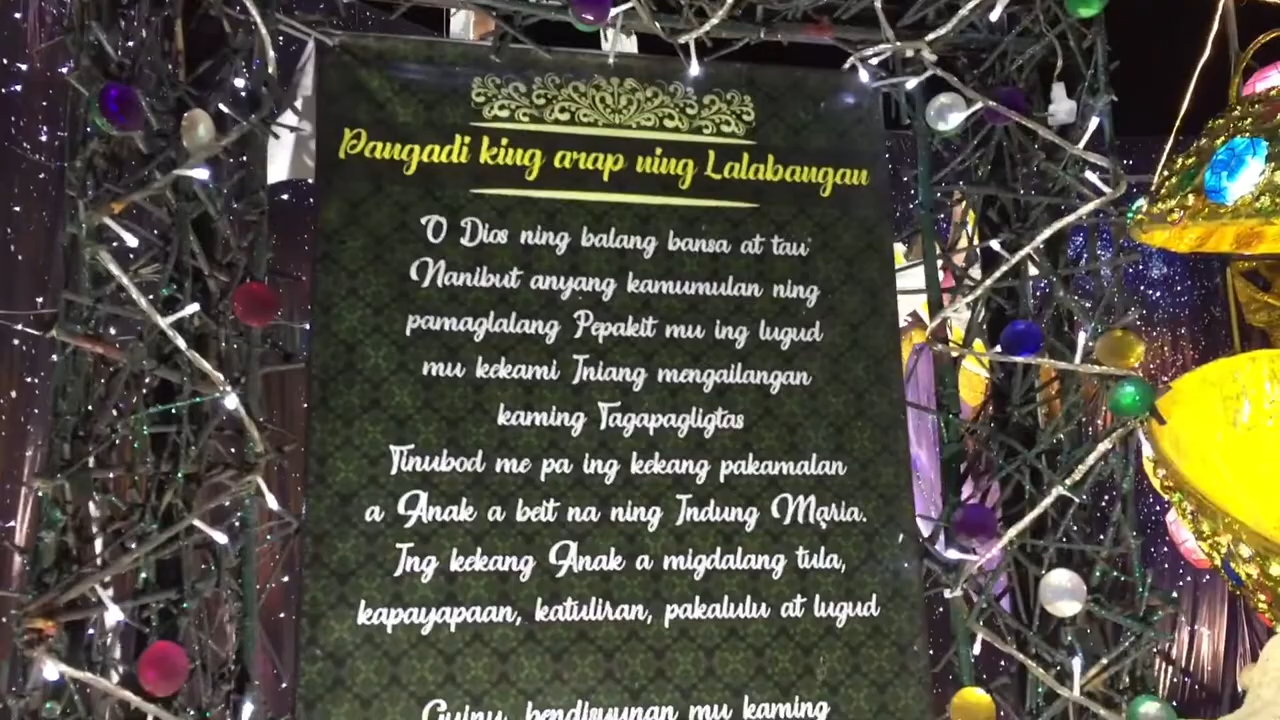 Pangadi king arap ning Lalabangan
O Dios ning balang bansa at tau
Nanibut anyang kamumulan ning
pamaglalang Pepakit mu ing lugud
mu kekami Iniang mengailangan
kaming Tagapagligtas
Tinubod me pa ing kekang pakamalan
a Anak a beit na ning Indung Maria.
Ing kekang Anak a migdalang tula,
kapayapaan, katuliran, pakalulu at lugud
mu kaming